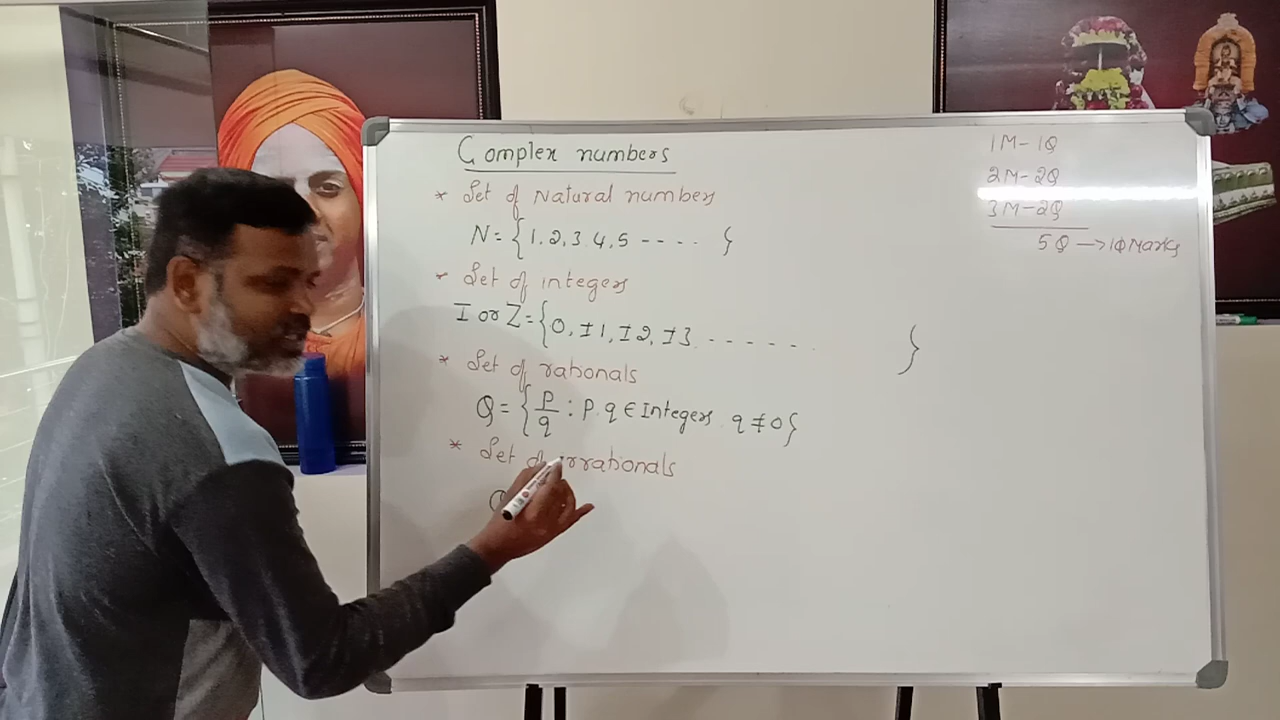 Complex numbers
* Set of Natural numbers
N = { 1, 2, 3 4, 5 - - - - }
* Set of integers
I or Z = { 0, ±1, ±2, ±3, - - - - - - }
* Set of rationals
Q = { p/q : p, q ∈ Integers, q ≠ 0 }
* Set of irrationals
1M - 1Q
2M - 2Q
3M - 2Q
5Q → 10 Marks